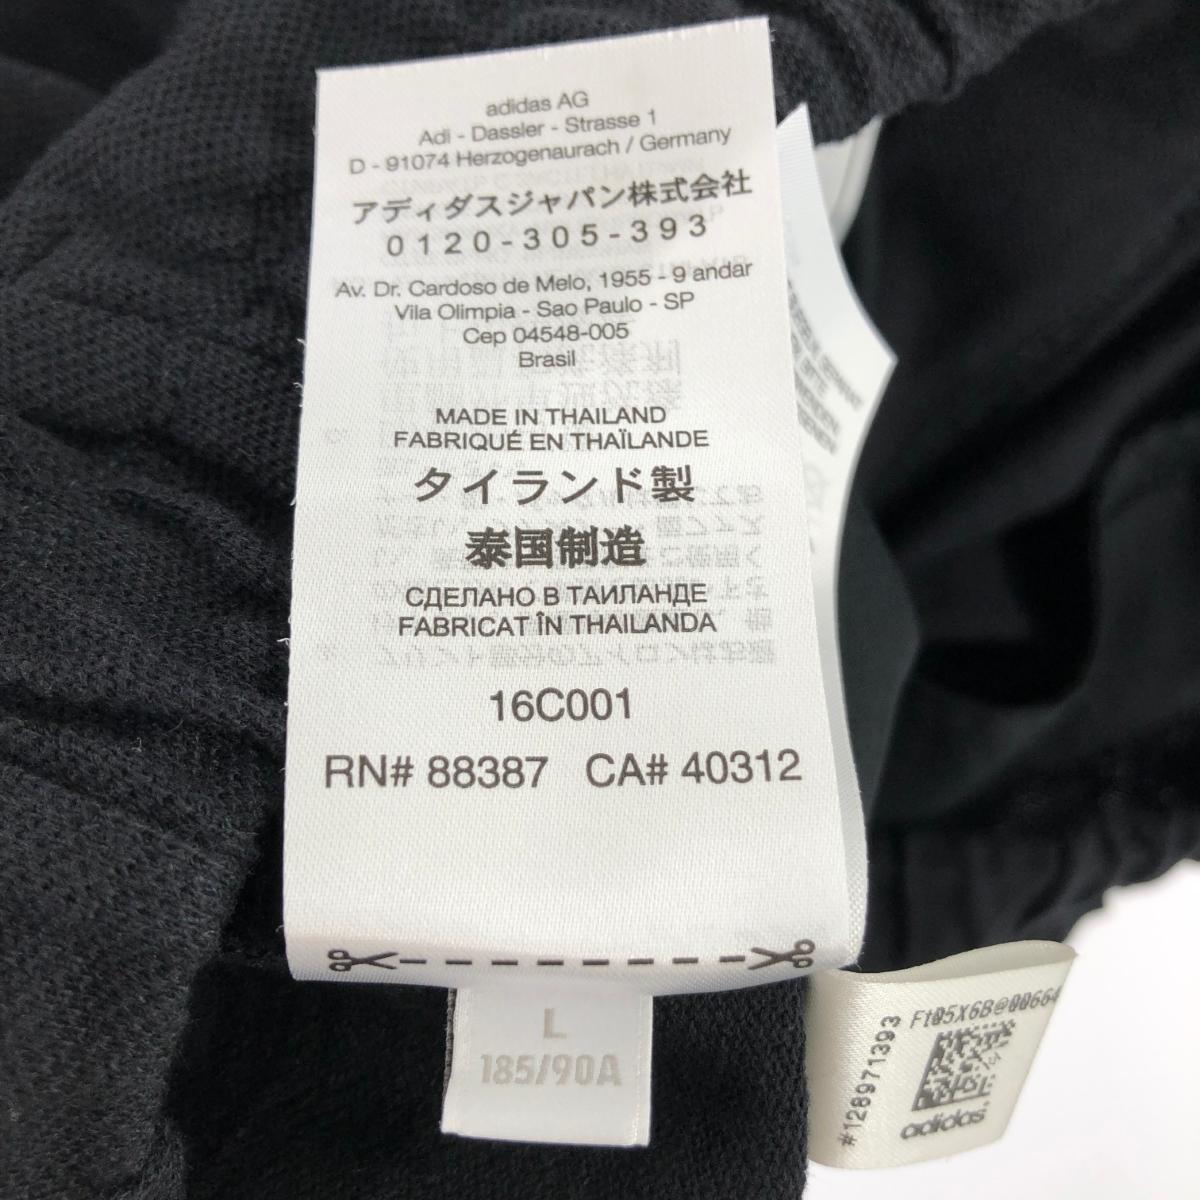 adidas AG
Adi - Dassler - Strasse 1
D - 91074 Herzogenaurach / Germany
アディダスジャパン株式会社
0120-305-393
Av. Dr. Cardoso de Melo, 1955 - 9 andar
Vila Olimpia - Sao Paulo - SP
Cep 04548-005
Brasil
MADE IN THAILAND
FABRIQUÉ EN THAÏLANDE
タイランド製
泰国制造
СДЕЛАНО В ТАИЛАНДЕ
FABRICAT ÎN THAILANDA
16C001
RN# 88387 CA# 40312
L
185/90A
#128971393
Ft05X6B@00664
adidas